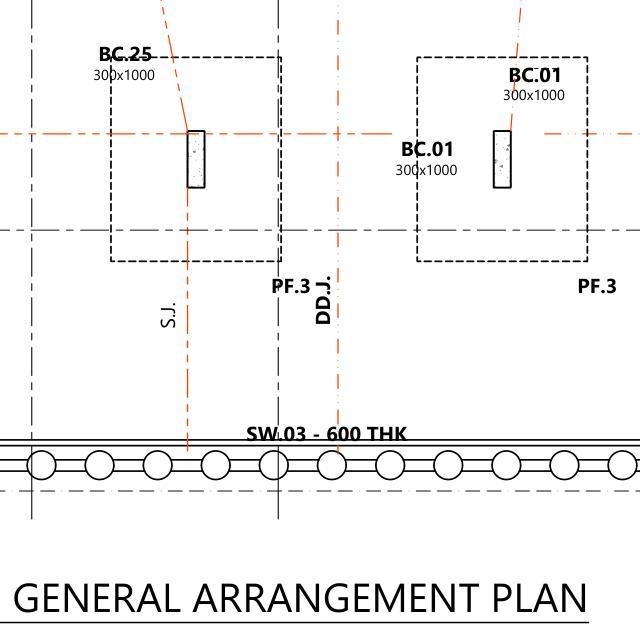 BC.25
300x1000
BC.01
300x1000
BC.01
300x1000
PF.3
DD.J.
PF.3
S.J.
SW.03 - 600 THK
GENERAL ARRANGEMENT PLAN